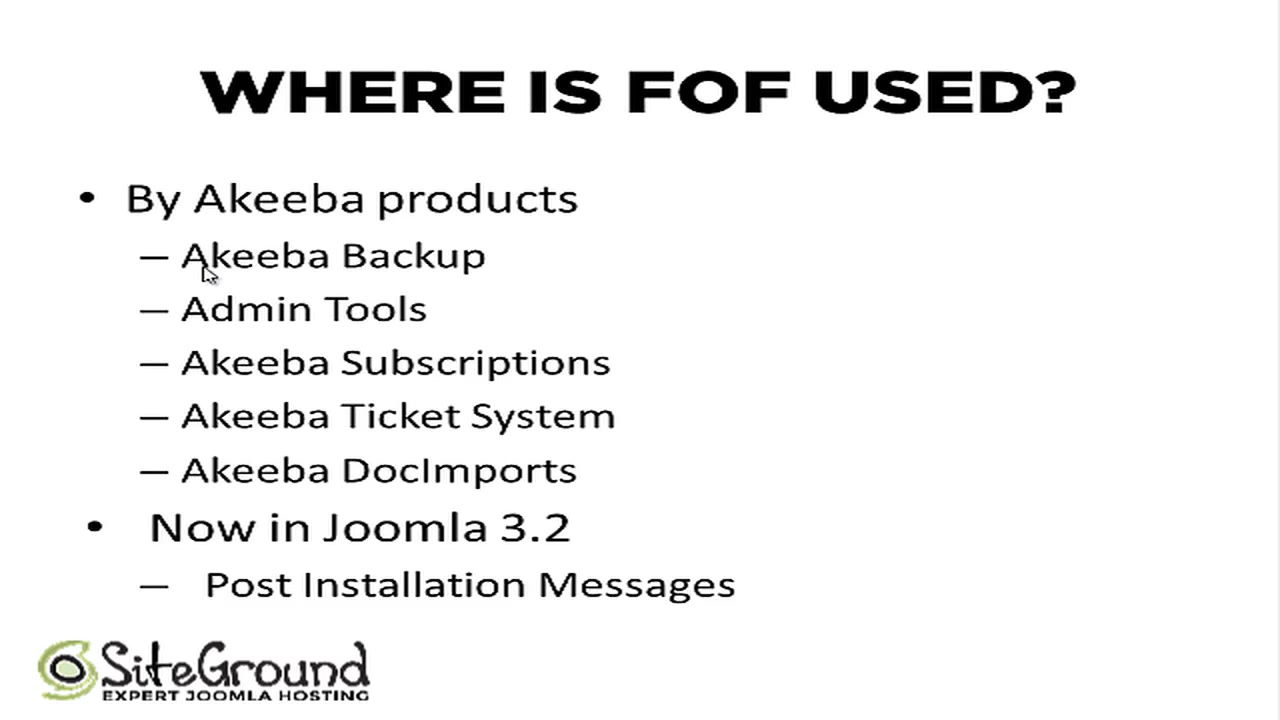 WHERE IS FOF USED?
• By Akeeba products
– Akeeba Backup
– Admin Tools
– Akeeba Subscriptions
– Akeeba Ticket System
– Akeeba DocImports
• Now in Joomla 3.2
– Post Installation Messages
SiteGround
EXPERT JOOMLA HOSTING